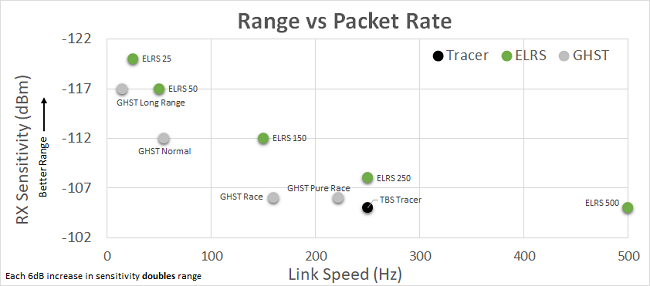 Range vs Packet Rate
-122
-117
-112
-107
-102
RX Sensitivity (dBm)
Better Range
Tracer
ELRS
GHST
ELRS 25
ELRS 50
GHST Long Range
GHST Normal
ELRS 150
ELRS 250
GHST Race
GHST Pure Race
TBS Tracer
ELRS 500
0
100
200
300
400
500
Link Speed (Hz)
Each 6dB increase in sensitivity doubles range